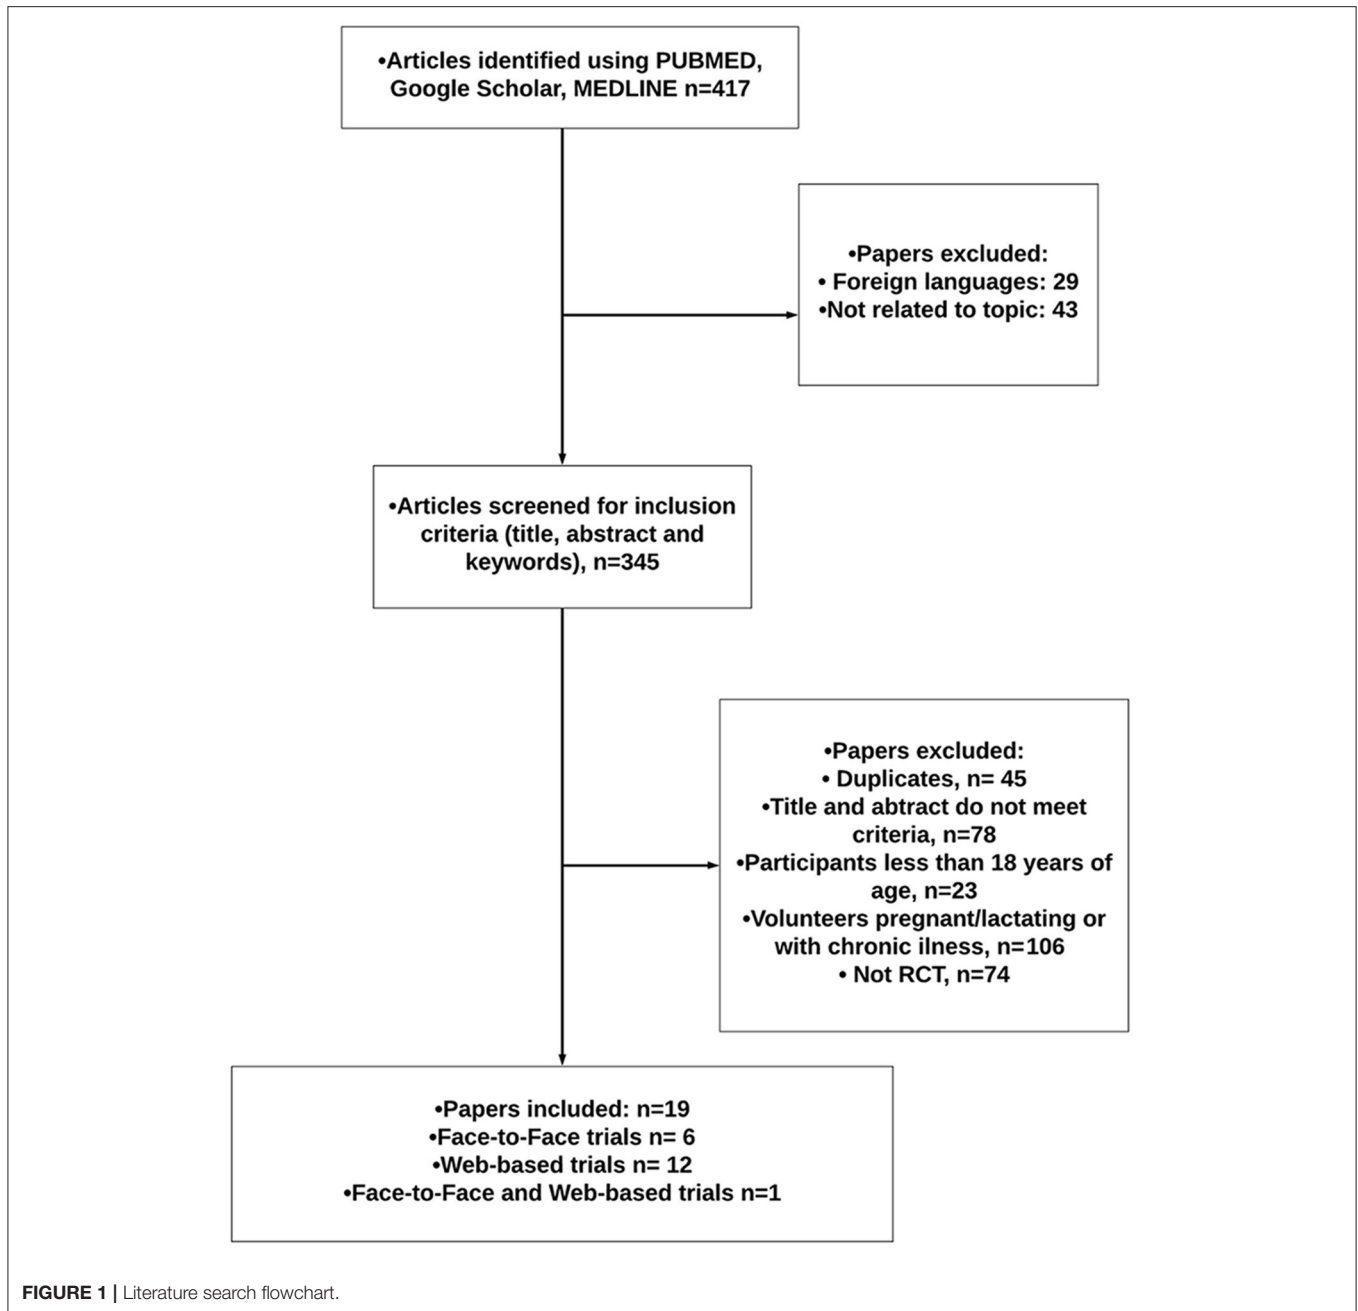 •Articles identified using PUBMED,
Google Scholar, MEDLINE n=417
•Papers excluded:
• Foreign languages: 29
•Not related to topic: 43
•Articles screened for inclusion
criteria (title, abstract and
keywords), n=345
•Papers excluded:
• Duplicates, n= 45
•Title and abtract do not meet
criteria, n=78
•Participants less than 18 years of
age, n=23
•Volunteers pregnant/lactating or
with chronic ilness, n=106
• Not RCT, n=74
•Papers included: n=19
•Face-to-Face trials n= 6
•Web-based trials n= 12
•Face-to-Face and Web-based trials n=1
FIGURE 1 | Literature search flowchart.